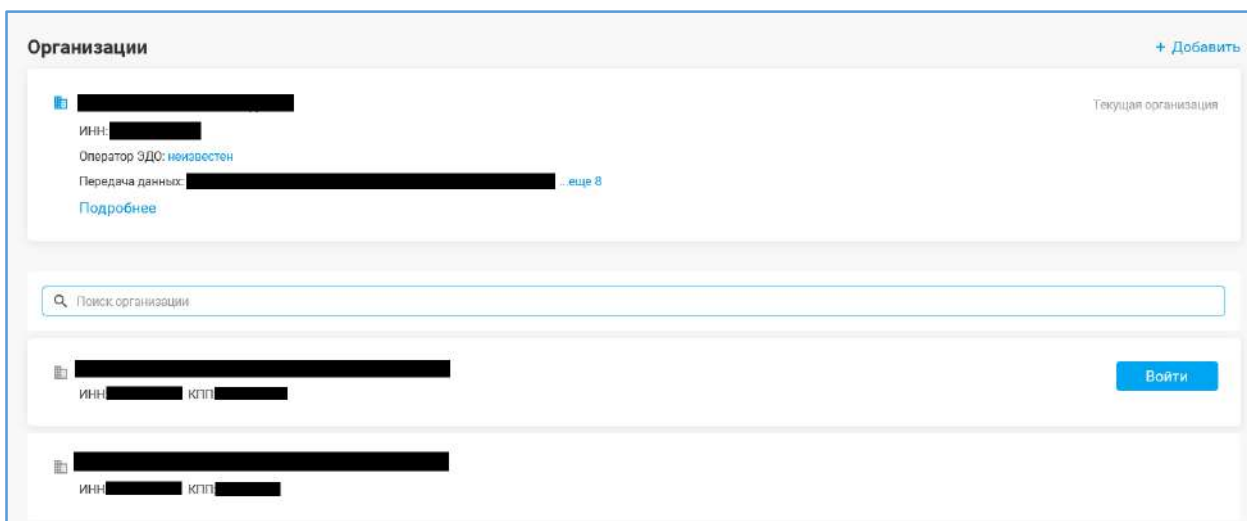 Организации
+ Добавить
Текущая организация
ИНН:
Оператор ЭДО: неизвестен
Передача данных: ...еще 8
Подробнее
Поиск организации
ИНН КПП
Войти
ИНН КПП